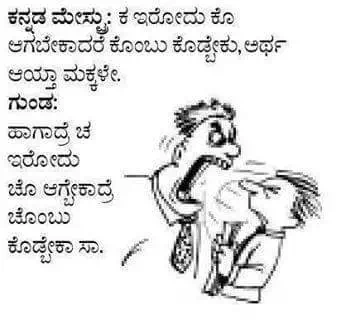 ಕನ್ನಡ ಮೇಸ್ಟ್ರು: ಕ ಇರೋದು ಕೊ
ಆಗಬೇಕಾದರೆ ಕೊಂಬು ಕೊಡ್ಬೇಕು, ಅರ್ಥ
ಆಯ್ತಾ ಮಕ್ಕಳೇ.
ಗುಂಡ:
ಹಾಗಾದ್ರೆ ಚ
ಇರೋದು
ಚೊ ಆಗ್ಬೇಕಾದ್ರೆ
ಚೊಂಬು
ಕೊಡ್ಬೇಕಾ ಸಾ.